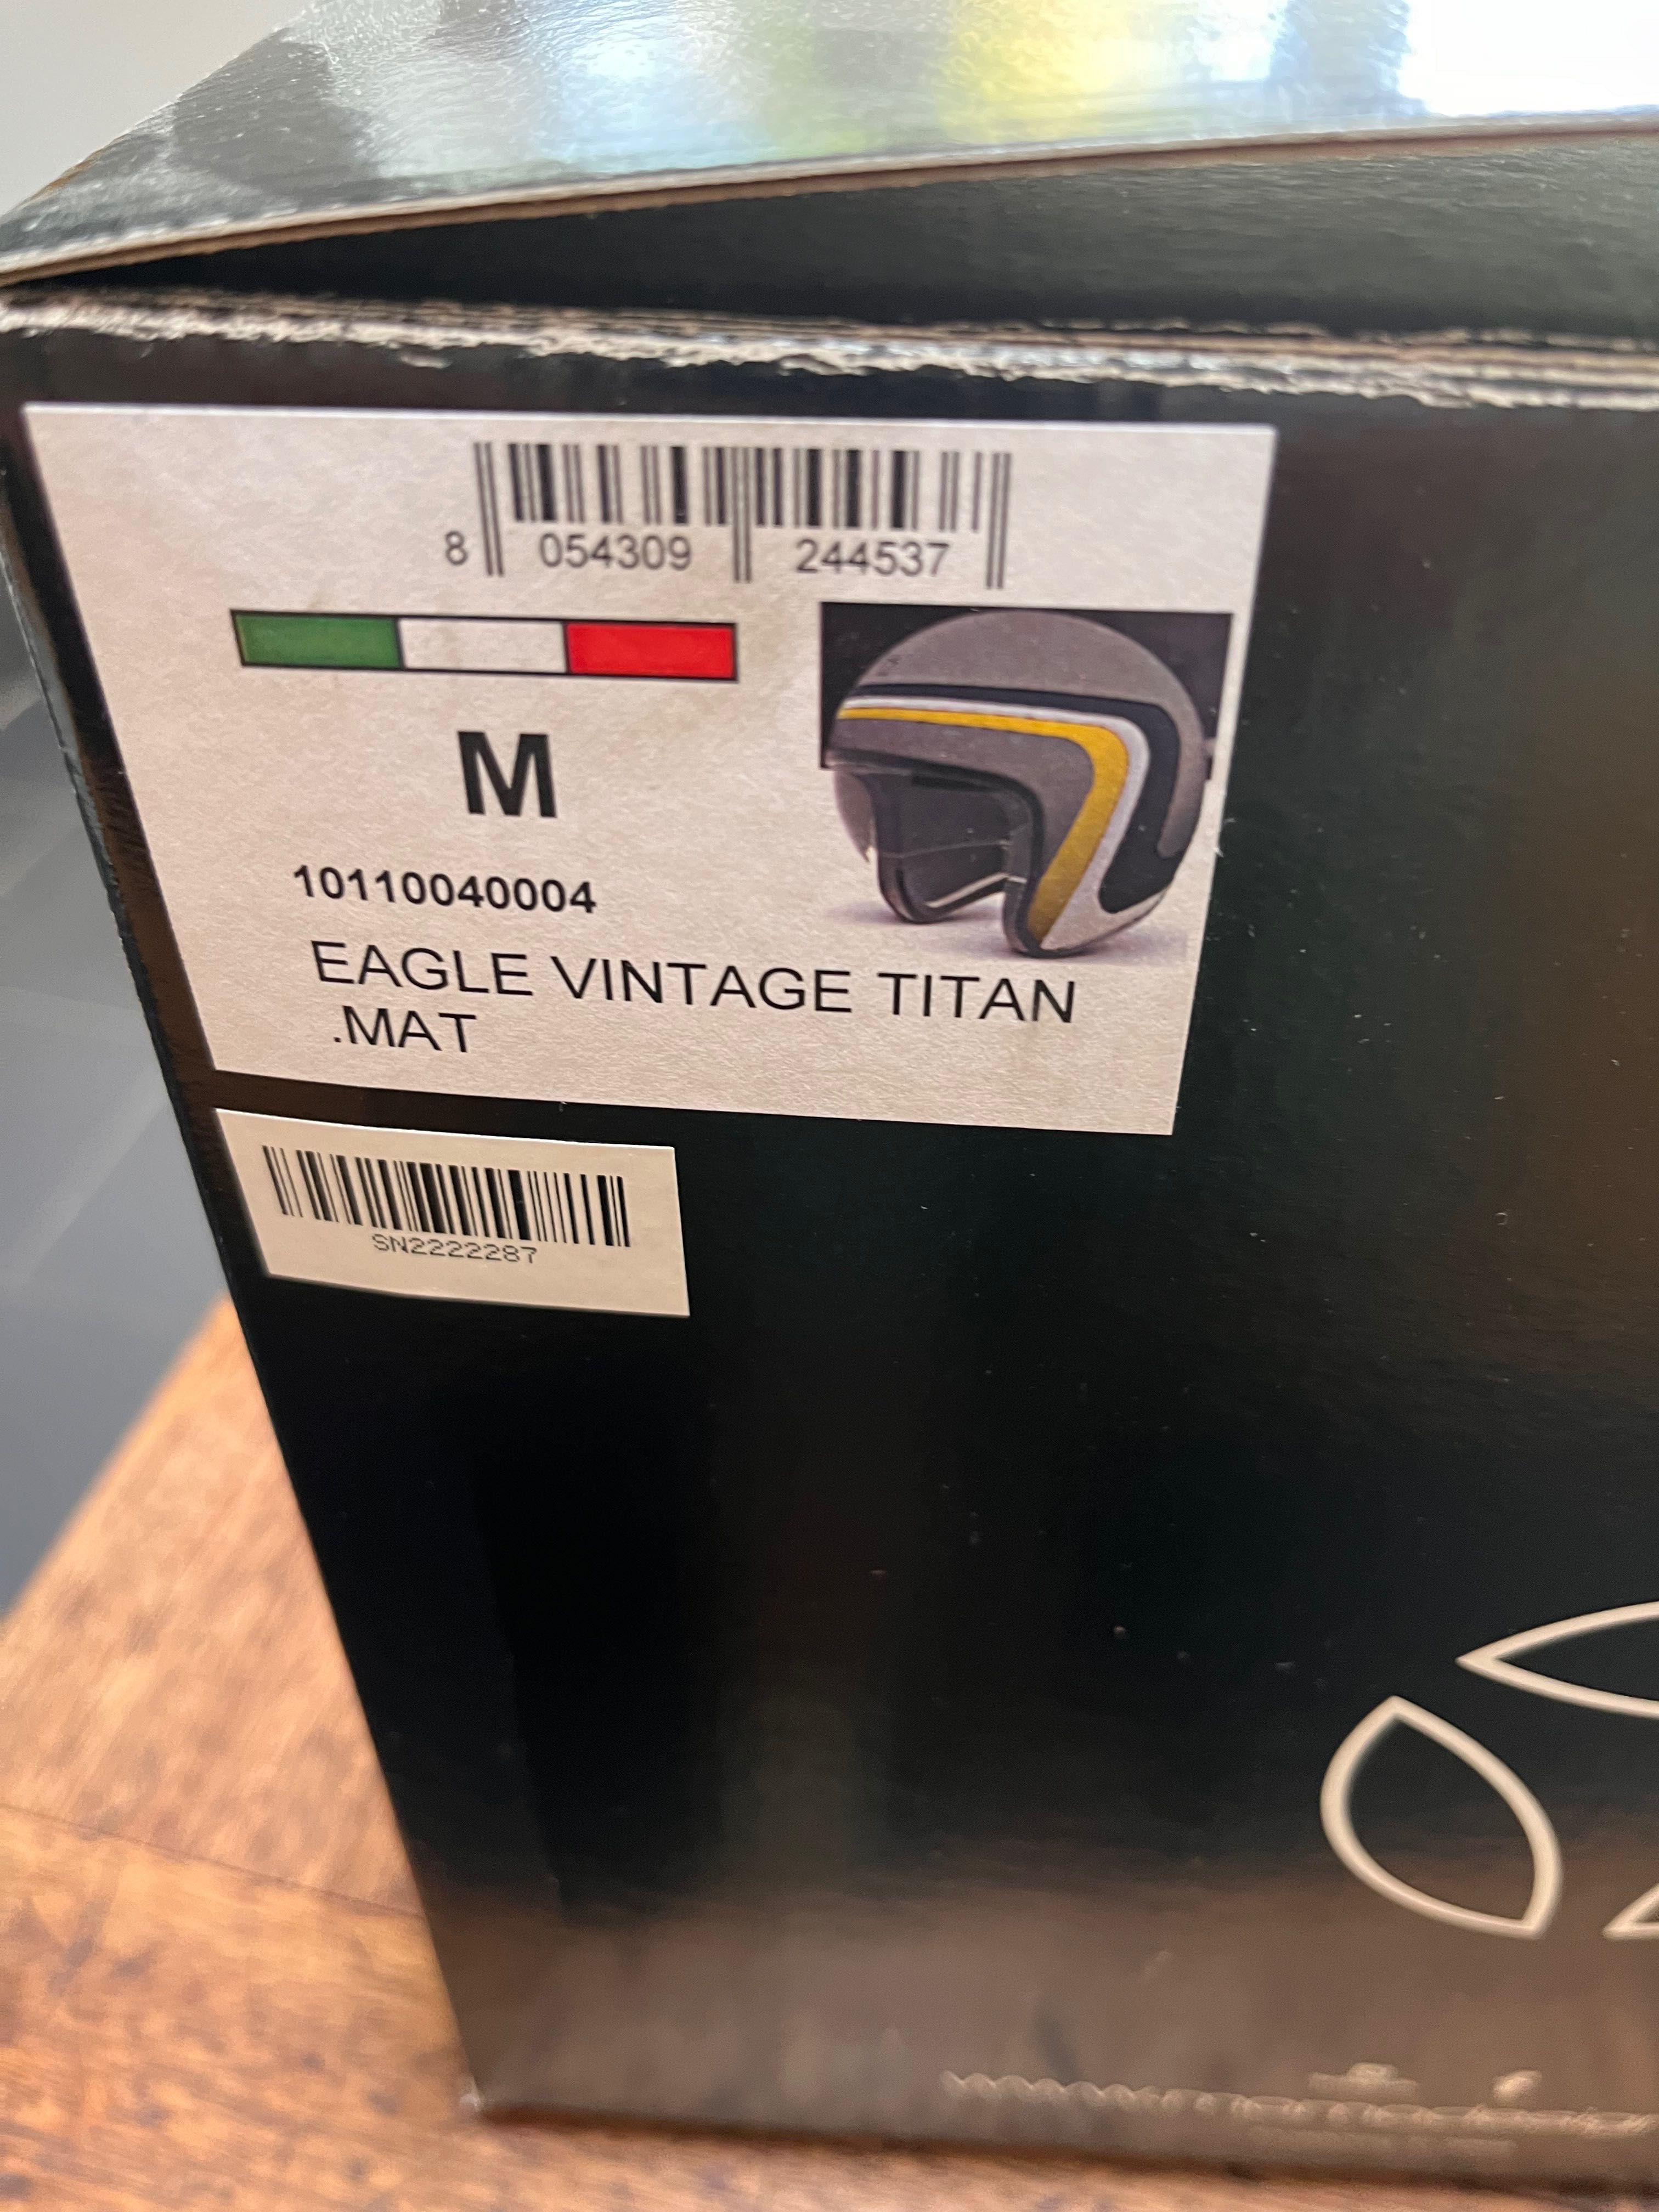 8 054309 244537
M
10110040004
EAGLE VINTAGE TITAN
.MAT
SN2222287